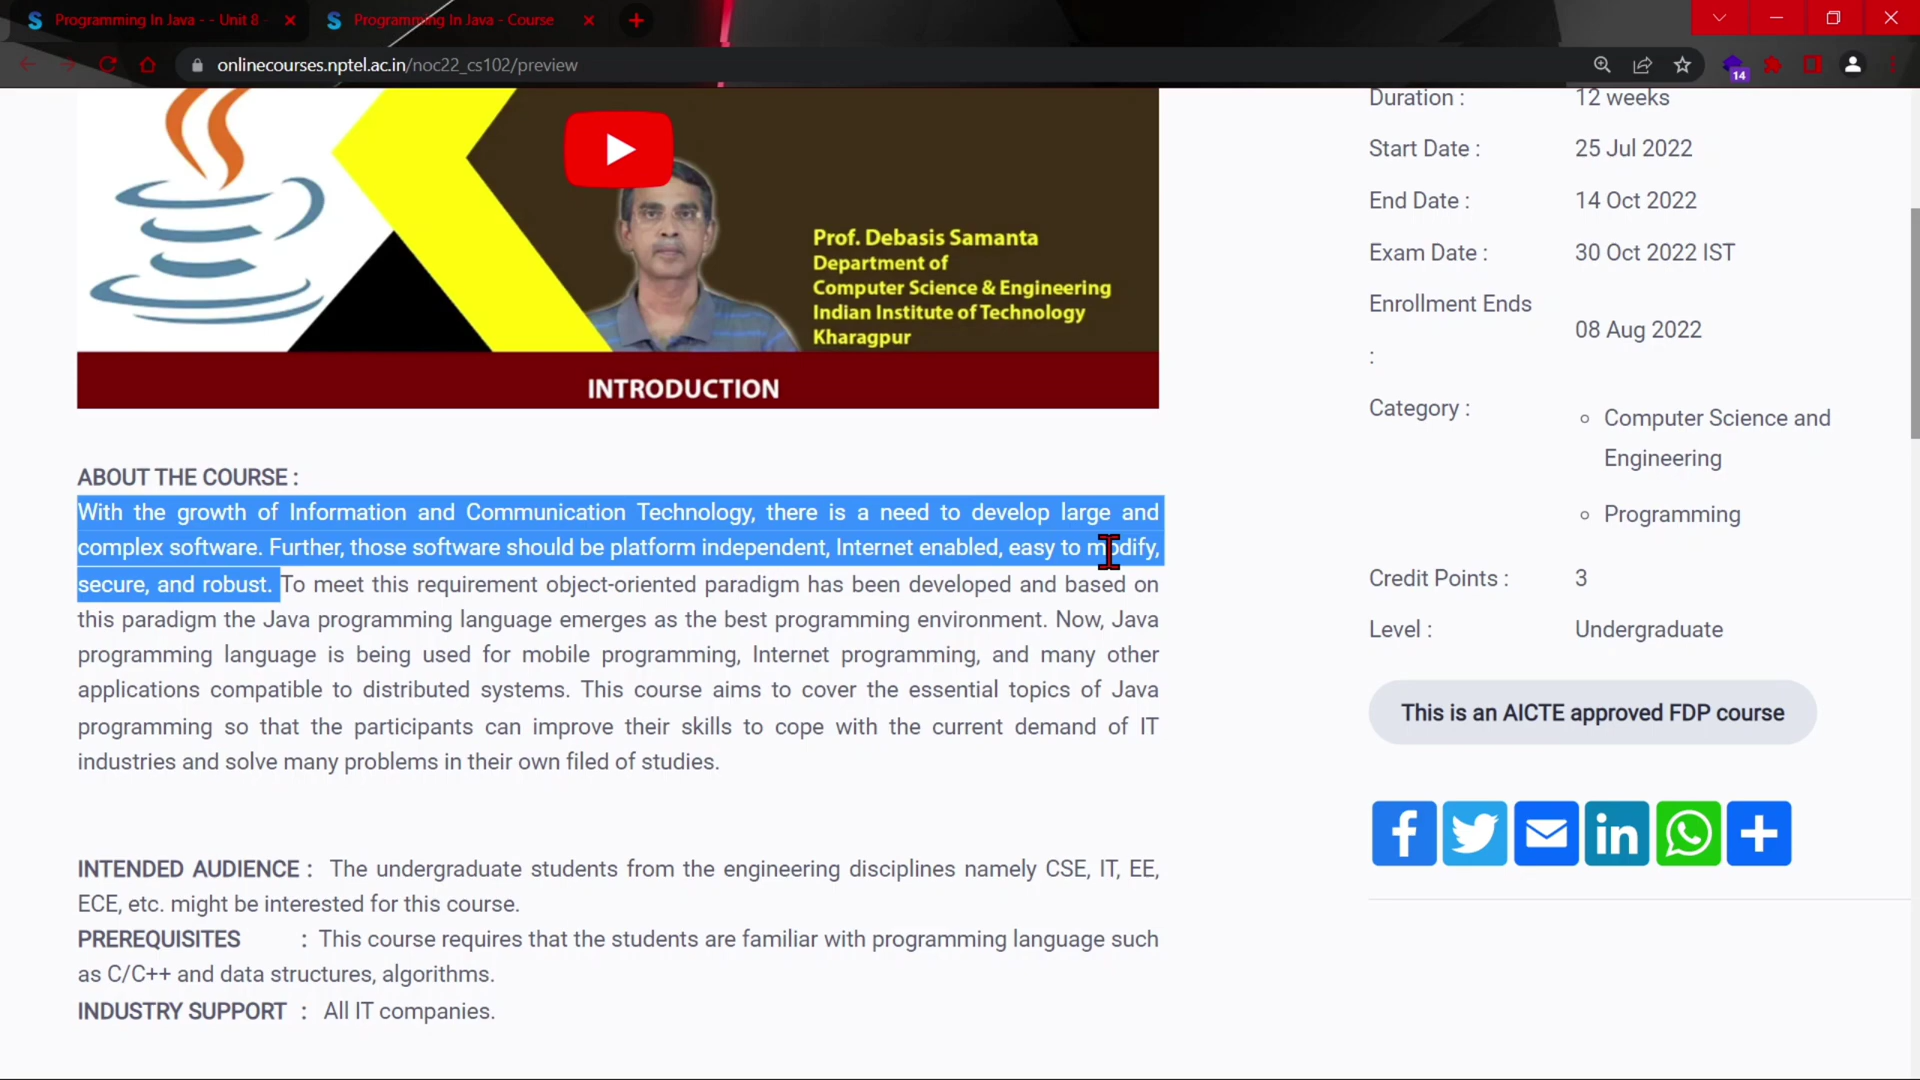 Programming In Java - - Unit 8 -
Programming In Java - Course
onlinecourses.nptel.ac.in/noc22_cs102/preview
14
Prof. Debasis Samanta
Department of
Computer Science & Engineering
Indian Institute of Technology
Kharagpur
INTRODUCTION
ABOUT THE COURSE :
With the growth of Information and Communication Technology, there is a need to develop large and
complex software. Further, those software should be platform independent, Internet enabled, easy to modify,
secure, and robust. To meet this requirement object-oriented paradigm has been developed and based on
this paradigm the Java programming language emerges as the best programming environment. Now, Java
programming language is being used for mobile programming, Internet programming, and many other
applications compatible to distributed systems. This course aims to cover the essential topics of Java
programming so that the participants can improve their skills to cope with the current demand of IT
industries and solve many problems in their own filed of studies.
INTENDED AUDIENCE : The undergraduate students from the engineering disciplines namely CSE, IT, EE,
ECE, etc. might be interested for this course.
PREREQUISITES : This course requires that the students are familiar with programming language such
as C/C++ and data structures, algorithms.
INDUSTRY SUPPORT : All IT companies.
Duration : 12 weeks
Start Date : 25 Jul 2022
End Date : 14 Oct 2022
Exam Date : 30 Oct 2022 IST
Enrollment Ends
: 08 Aug 2022
Category :
Computer Science and
Engineering
Programming
Credit Points : 3
Level : Undergraduate
This is an AICTE approved FDP course